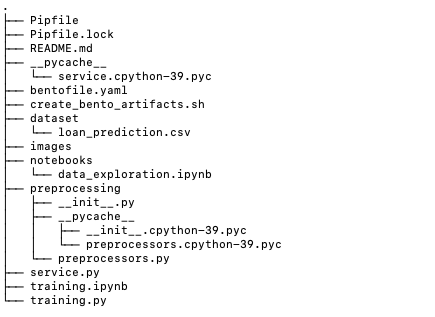 .
├── Pipfile
├── Pipfile.lock
├── README.md
├── __pycache__
│   └── service.cpython-39.pyc
├── bentofile.yaml
├── create_bento_artifacts.sh
├── dataset
│   └── loan_prediction.csv
├── images
├── notebooks
│   └── data_exploration.ipynb
├── preprocessing
│   ├── __init__.py
│   ├── __pycache__
│   │   ├── __init__.cpython-39.pyc
│   │   └── preprocessors.cpython-39.pyc
│   └── preprocessors.py
├── service.py
├── training.ipynb
└── training.py